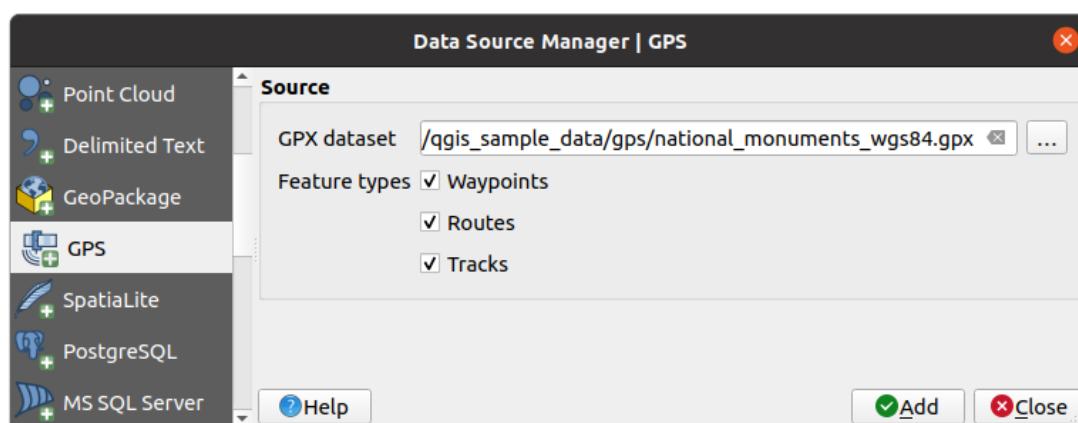 Data Source Manager | GPS
Point Cloud
Delimited Text
GeoPackage
GPS
SpatiaLite
PostgreSQL
MS SQL Server
Source
GPX dataset /qgis_sample_data/gps/national_monuments_wgs84.gpx ...
Feature types Waypoints
Routes
Tracks
Help Add Close